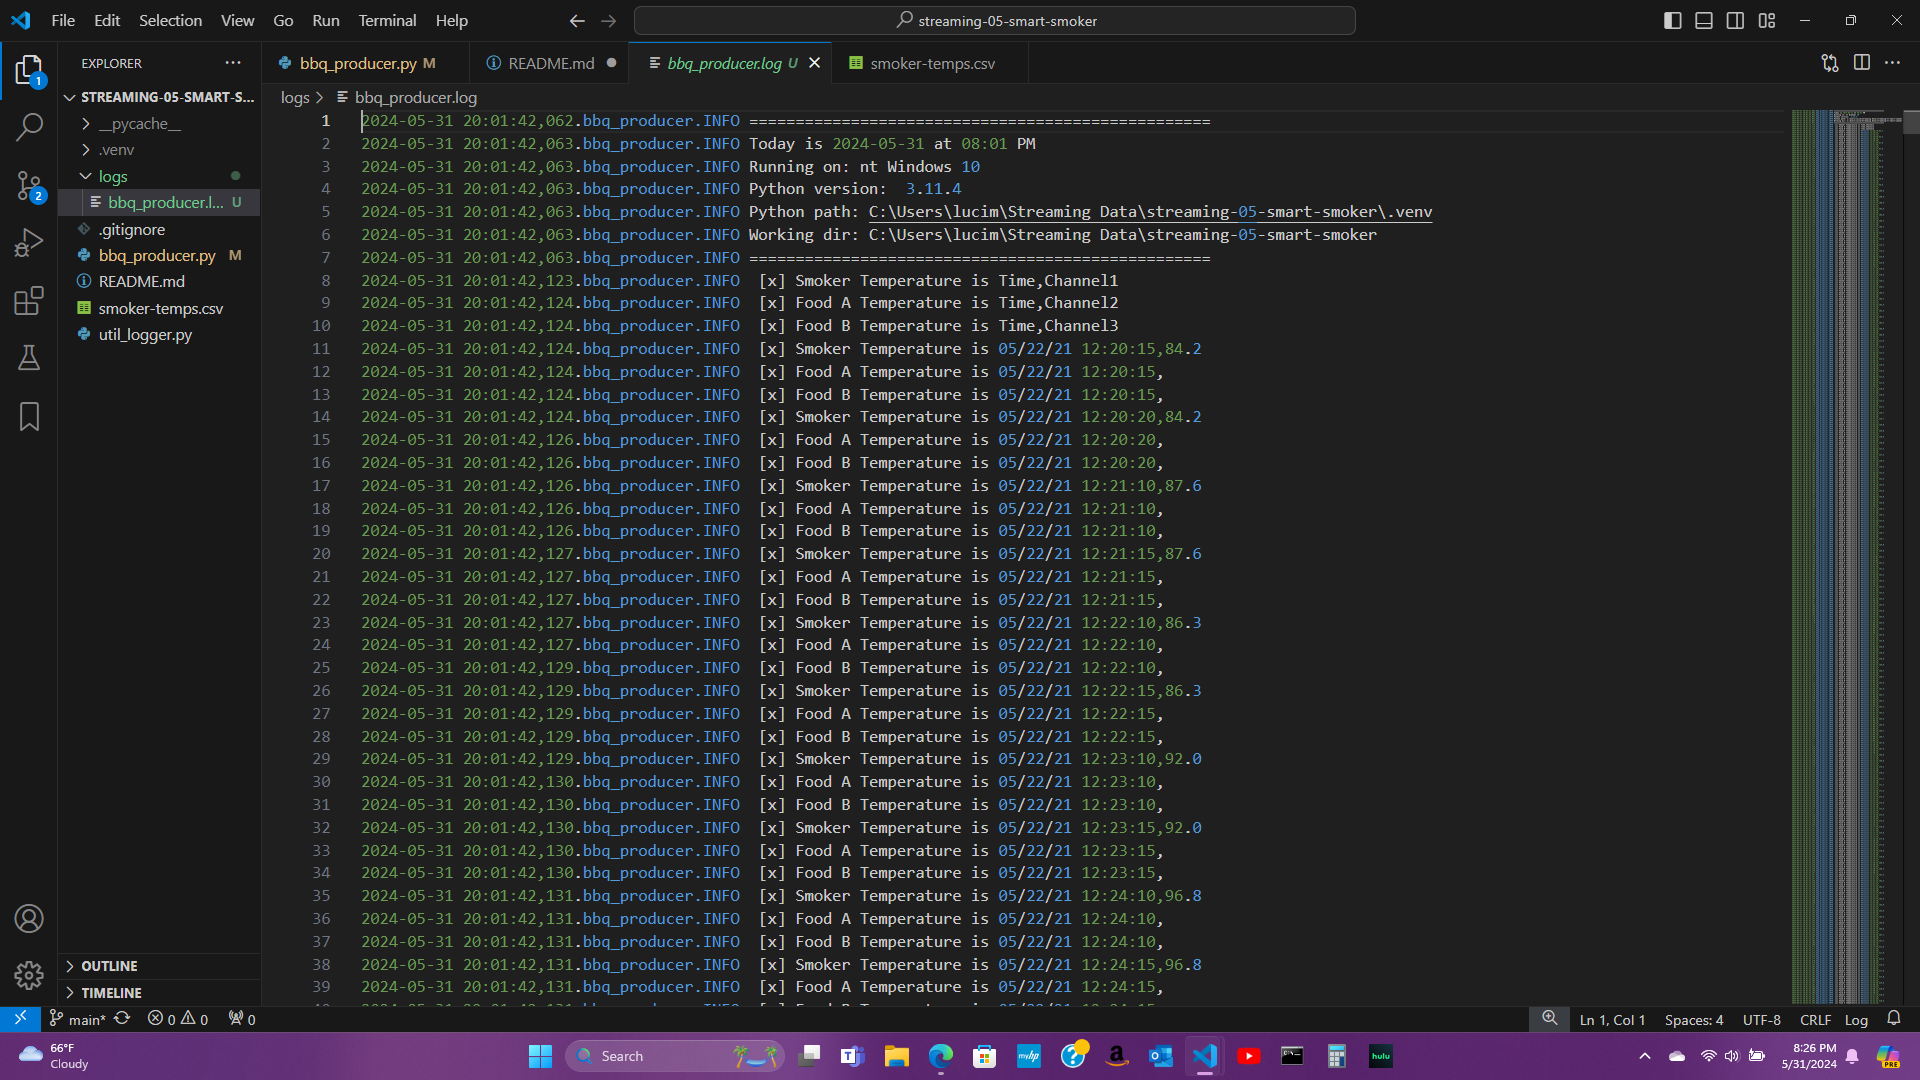 File Edit Selection View Go Run Terminal Help
streaming-05-smart-smoker
EXPLORER
bbq_producer.py M
README.md
bbq_producer.log U
smoker-temps.csv
STREAMING-05-SMART-S...
__pycache__
.venv
logs
bbq_producer.l... U
.gitignore
bbq_producer.py M
README.md
smoker-temps.csv
util_logger.py
OUTLINE
TIMELINE
1
2
logs > bbq_producer.log
1 2024-05-31 20:01:42,062.bbq_producer.INFO ==================================================
2 2024-05-31 20:01:42,063.bbq_producer.INFO Today is 2024-05-31 at 08:01 PM
3 2024-05-31 20:01:42,063.bbq_producer.INFO Running on: nt Windows 10
4 2024-05-31 20:01:42,063.bbq_producer.INFO Python version:  3.11.4
5 2024-05-31 20:01:42,063.bbq_producer.INFO Python path: C:\Users\lucim\Streaming Data\streaming-05-smart-smoker\.venv
6 2024-05-31 20:01:42,063.bbq_producer.INFO Working dir: C:\Users\lucim\Streaming Data\streaming-05-smart-smoker
7 2024-05-31 20:01:42,063.bbq_producer.INFO ==================================================
8 2024-05-31 20:01:42,123.bbq_producer.INFO  [x] Smoker Temperature is Time,Channel1
9 2024-05-31 20:01:42,124.bbq_producer.INFO  [x] Food A Temperature is Time,Channel2
10 2024-05-31 20:01:42,124.bbq_producer.INFO  [x] Food B Temperature is Time,Channel3
11 2024-05-31 20:01:42,124.bbq_producer.INFO  [x] Smoker Temperature is 05/22/21 12:20:15,84.2
12 2024-05-31 20:01:42,124.bbq_producer.INFO  [x] Food A Temperature is 05/22/21 12:20:15,
13 2024-05-31 20:01:42,124.bbq_producer.INFO  [x] Food B Temperature is 05/22/21 12:20:15,
14 2024-05-31 20:01:42,124.bbq_producer.INFO  [x] Smoker Temperature is 05/22/21 12:20:20,84.2
15 2024-05-31 20:01:42,126.bbq_producer.INFO  [x] Food A Temperature is 05/22/21 12:20:20,
16 2024-05-31 20:01:42,126.bbq_producer.INFO  [x] Food B Temperature is 05/22/21 12:20:20,
17 2024-05-31 20:01:42,126.bbq_producer.INFO  [x] Smoker Temperature is 05/22/21 12:21:10,87.6
18 2024-05-31 20:01:42,126.bbq_producer.INFO  [x] Food A Temperature is 05/22/21 12:21:10,
19 2024-05-31 20:01:42,126.bbq_producer.INFO  [x] Food B Temperature is 05/22/21 12:21:10,
20 2024-05-31 20:01:42,127.bbq_producer.INFO  [x] Smoker Temperature is 05/22/21 12:21:15,87.6
21 2024-05-31 20:01:42,127.bbq_producer.INFO  [x] Food A Temperature is 05/22/21 12:21:15,
22 2024-05-31 20:01:42,127.bbq_producer.INFO  [x] Food B Temperature is 05/22/21 12:21:15,
23 2024-05-31 20:01:42,127.bbq_producer.INFO  [x] Smoker Temperature is 05/22/21 12:22:10,86.3
24 2024-05-31 20:01:42,127.bbq_producer.INFO  [x] Food A Temperature is 05/22/21 12:22:10,
25 2024-05-31 20:01:42,129.bbq_producer.INFO  [x] Food B Temperature is 05/22/21 12:22:10,
26 2024-05-31 20:01:42,129.bbq_producer.INFO  [x] Smoker Temperature is 05/22/21 12:22:15,86.3
27 2024-05-31 20:01:42,129.bbq_producer.INFO  [x] Food A Temperature is 05/22/21 12:22:15,
28 2024-05-31 20:01:42,129.bbq_producer.INFO  [x] Food B Temperature is 05/22/21 12:22:15,
29 2024-05-31 20:01:42,129.bbq_producer.INFO  [x] Smoker Temperature is 05/22/21 12:23:10,92.0
30 2024-05-31 20:01:42,130.bbq_producer.INFO  [x] Food A Temperature is 05/22/21 12:23:10,
31 2024-05-31 20:01:42,130.bbq_producer.INFO  [x] Food B Temperature is 05/22/21 12:23:10,
32 2024-05-31 20:01:42,130.bbq_producer.INFO  [x] Smoker Temperature is 05/22/21 12:23:15,92.0
33 2024-05-31 20:01:42,130.bbq_producer.INFO  [x] Food A Temperature is 05/22/21 12:23:15,
34 2024-05-31 20:01:42,130.bbq_producer.INFO  [x] Food B Temperature is 05/22/21 12:23:15,
35 2024-05-31 20:01:42,131.bbq_producer.INFO  [x] Smoker Temperature is 05/22/21 12:24:10,96.8
36 2024-05-31 20:01:42,131.bbq_producer.INFO  [x] Food A Temperature is 05/22/21 12:24:10,
37 2024-05-31 20:01:42,131.bbq_producer.INFO  [x] Food B Temperature is 05/22/21 12:24:10,
38 2024-05-31 20:01:42,131.bbq_producer.INFO  [x] Smoker Temperature is 05/22/21 12:24:15,96.8
39 2024-05-31 20:01:42,131.bbq_producer.INFO  [x] Food A Temperature is 05/22/21 12:24:15,
main* 0 0 0
Ln 1, Col 1 Spaces: 4 UTF-8 CRLF Log
66°F
Cloudy
Search
myhp
hulu
8:26 PM
5/31/2024
PRE